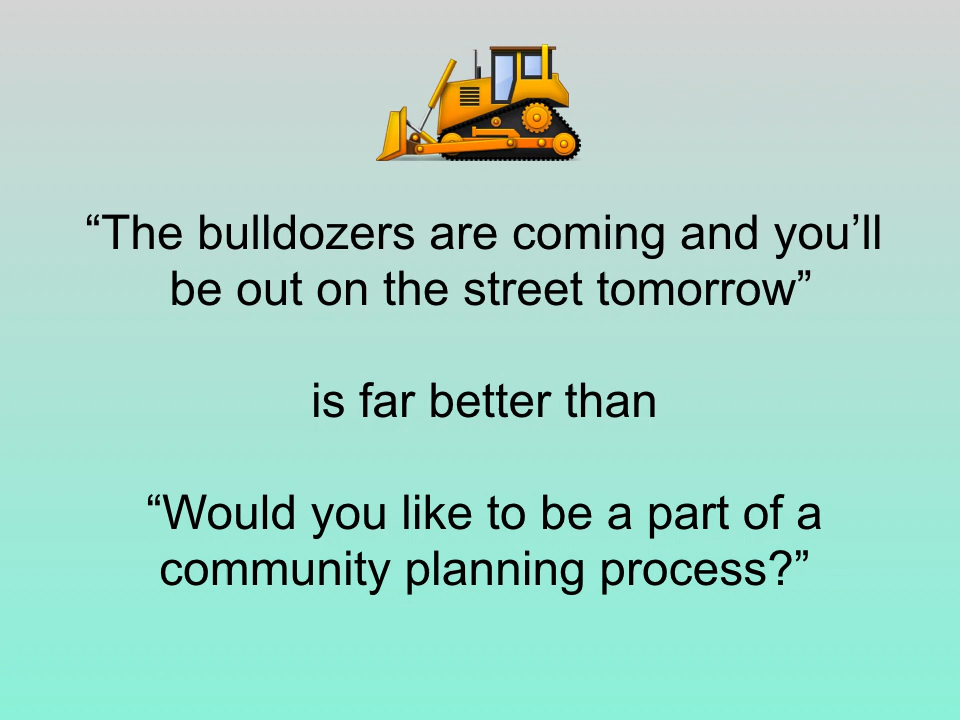 “The bulldozers are coming and you’ll
be out on the street tomorrow”
is far better than
“Would you like to be a part of a
community planning process?”